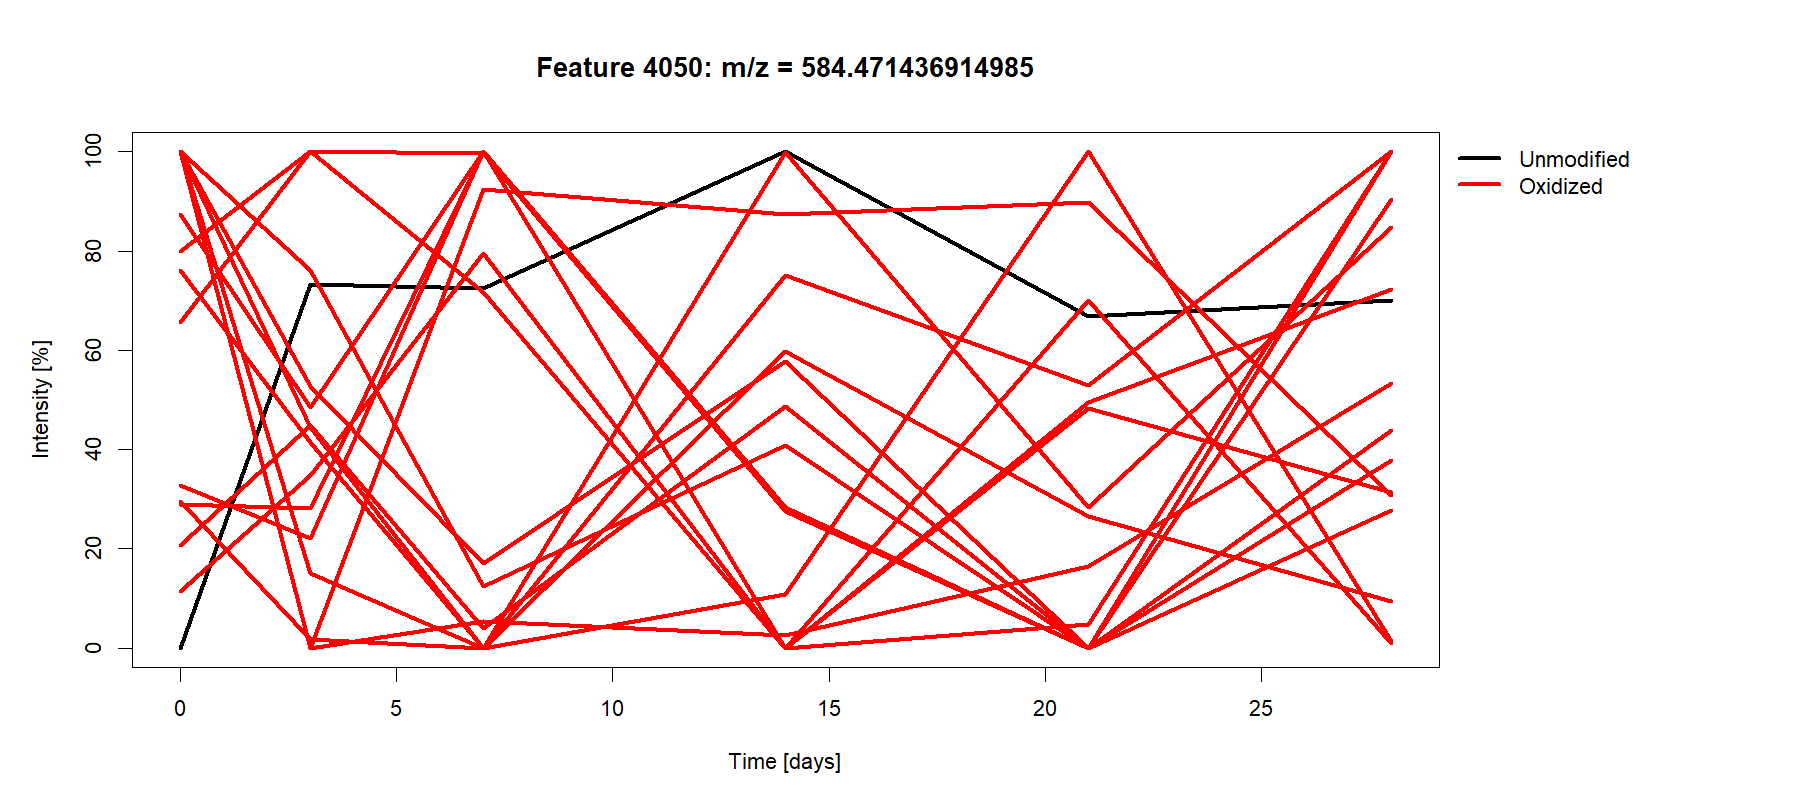 Feature 4050: m/z = 584.471436914985
Unmodified
Oxidized
Intensity [%]
100
80
60
40
20
0
0 5 10 15 20 25
Time [days]